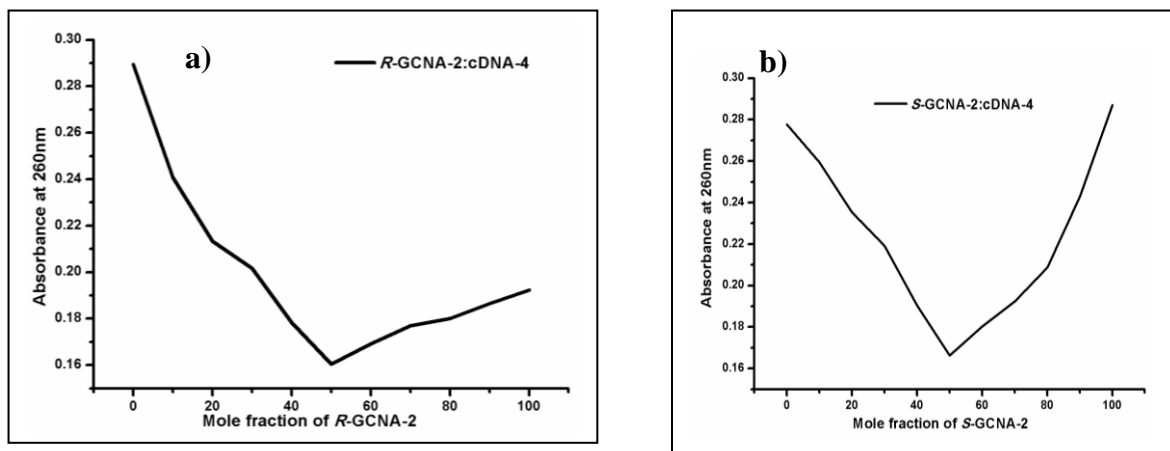 a)
R-GCNA-2:cDNA-4
Absorbance at 260nm
0.30
0.28
0.26
0.24
0.22
0.20
0.18
0.16
0 20 40 60 80 100
Mole fraction of R-GCNA-2
b)
S-GCNA-2:cDNA-4
Absorbance at 260nm
0.30
0.28
0.26
0.24
0.22
0.20
0.18
0.16
0 20 40 60 80 100
Mole fraction of S-GCNA-2